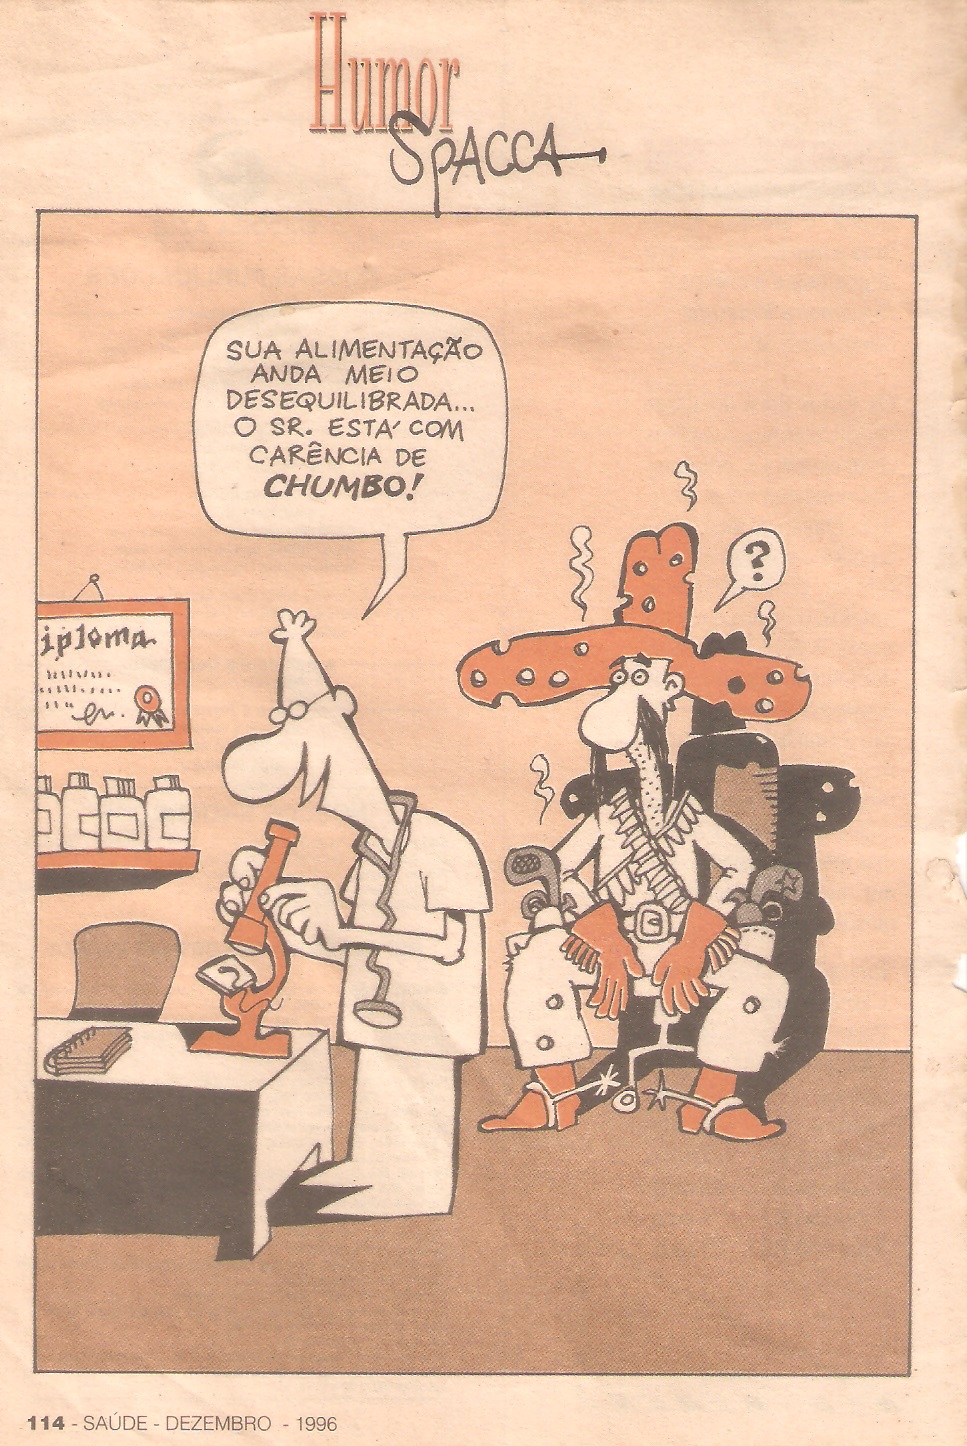 Humor
SPACCA
SUA ALIMENTAÇÃO
ANDA MEIO
DESEQUILIBRADA...
O SR. ESTÁ COM
CARÊNCIA DE
CHUMBO!
?
iploma
114 - SAÚDE - DEZEMBRO - 1996